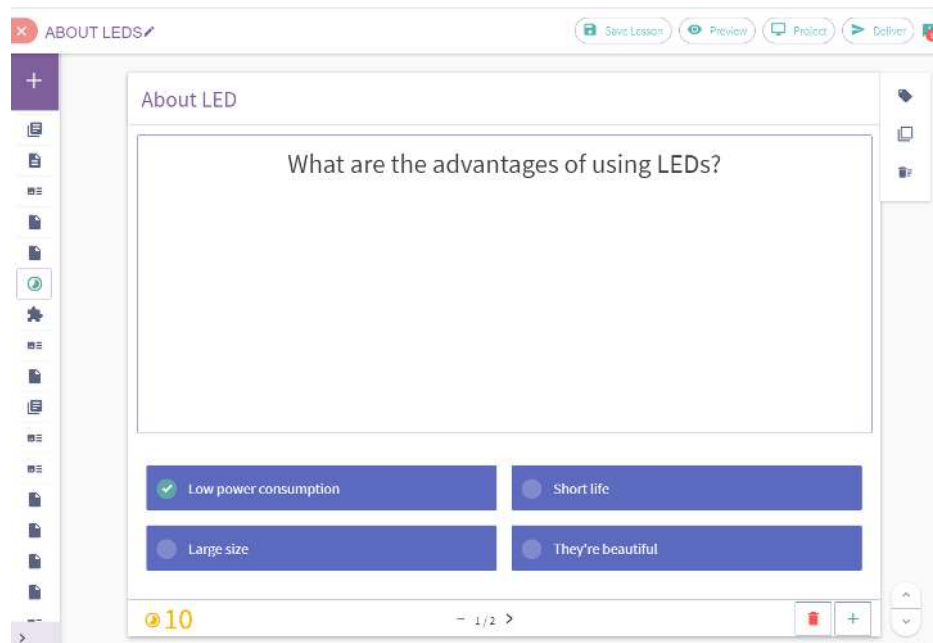 ABOUT LEDS
Save Lesson
Preview
Project
Deliver
About LED
What are the advantages of using LEDs?
Low power consumption
Short life
Large size
They're beautiful
10
1/2